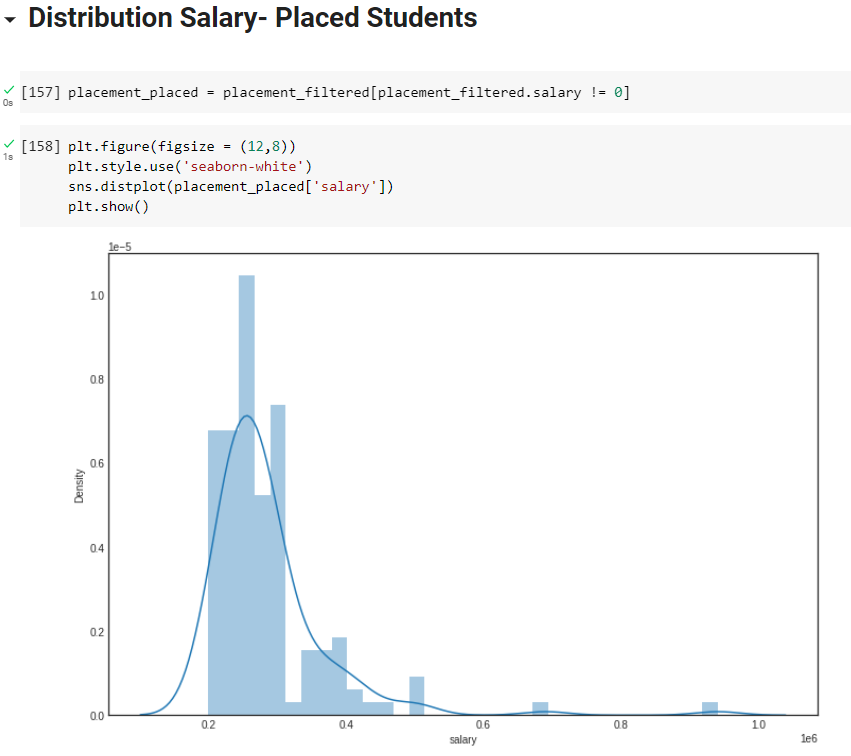 Distribution Salary- Placed Students
[157] placement_placed = placement_filtered[placement_filtered.salary != 0]
0s
[158] plt.figure(figsize = (12,8))
1s
plt.style.use('seaborn-white')
sns.distplot(placement_placed['salary'])
plt.show()
1e−5
1.0
0.8
0.6
Density
0.4
0.2
0.0
0.2 0.4 0.6 0.8 1.0
salary
1e6